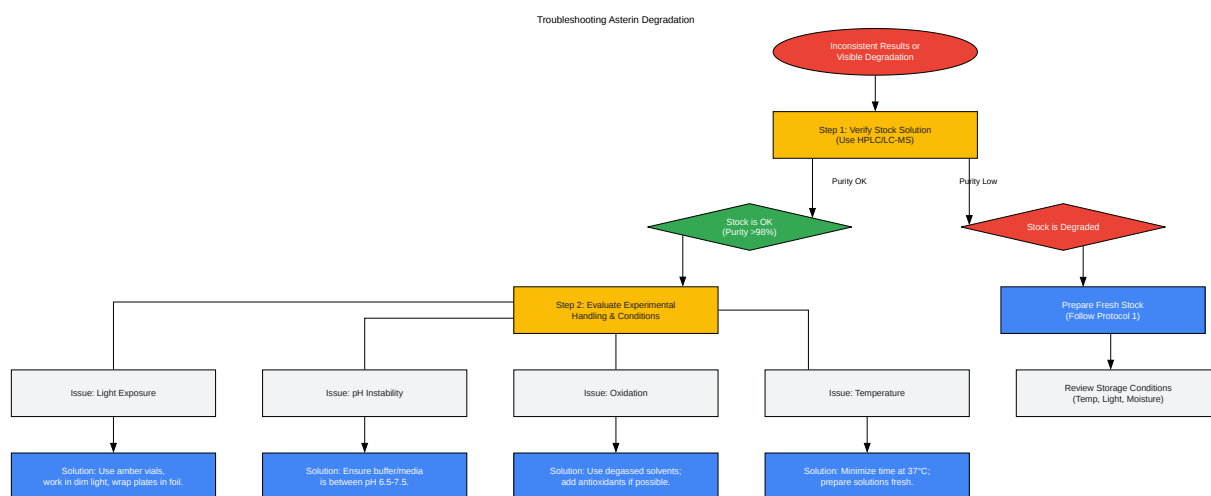 Troubleshooting Asterin Degradation
Inconsistent Results or
Visible Degradation
Step 1: Verify Stock Solution
(Use HPLC/LC-MS)
Purity OK
Purity Low
Stock is OK
(Purity >98%)
Stock is Degraded
Step 2: Evaluate Experimental
Handling & Conditions
Prepare Fresh Stock
(Follow Protocol 1)
Issue: Light Exposure
Issue: pH Instability
Issue: Oxidation
Issue: Temperature
Review Storage Conditions
(Temp, Light, Moisture)
Solution: Use amber vials,
work in dim light, wrap plates in foil.
Solution: Ensure buffer/media
is between pH 6.5-7.5.
Solution: Use degassed solvents;
add antioxidants if possible.
Solution: Minimize time at 37°C;
prepare solutions fresh.